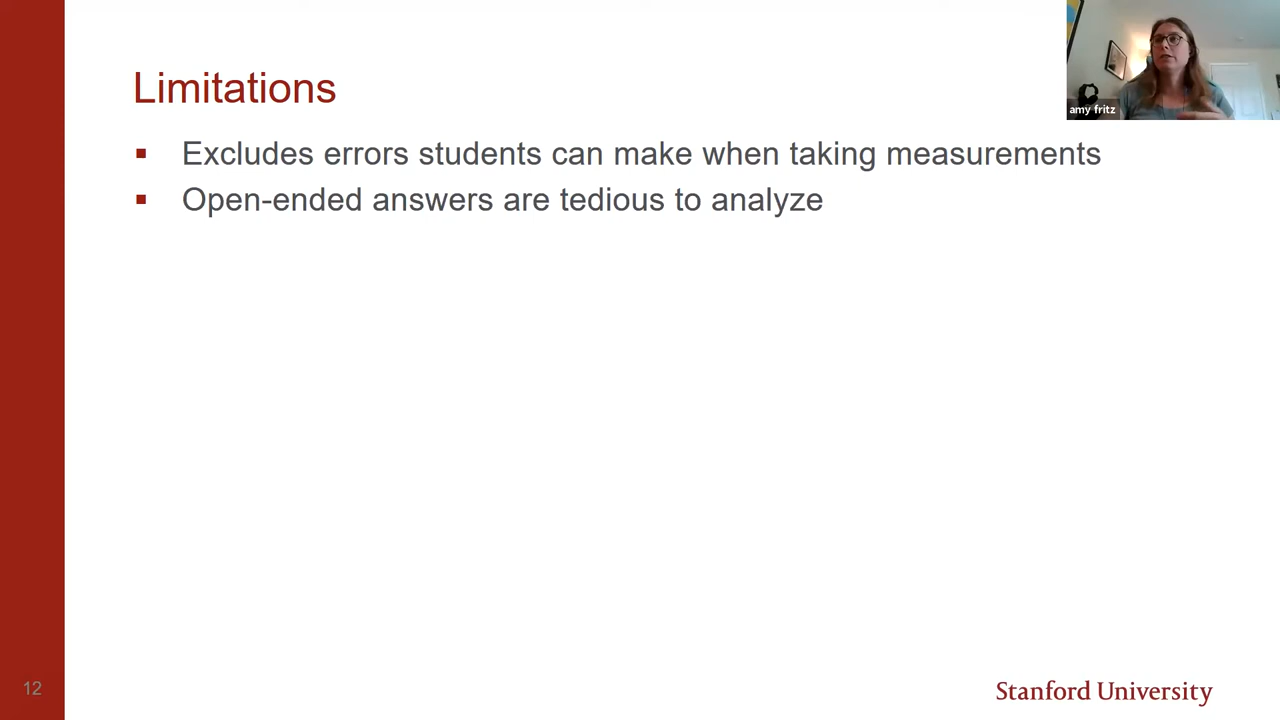 Limitations
Excludes errors students can make when taking measurements
Open-ended answers are tedious to analyze
amy fritz
12
Stanford University